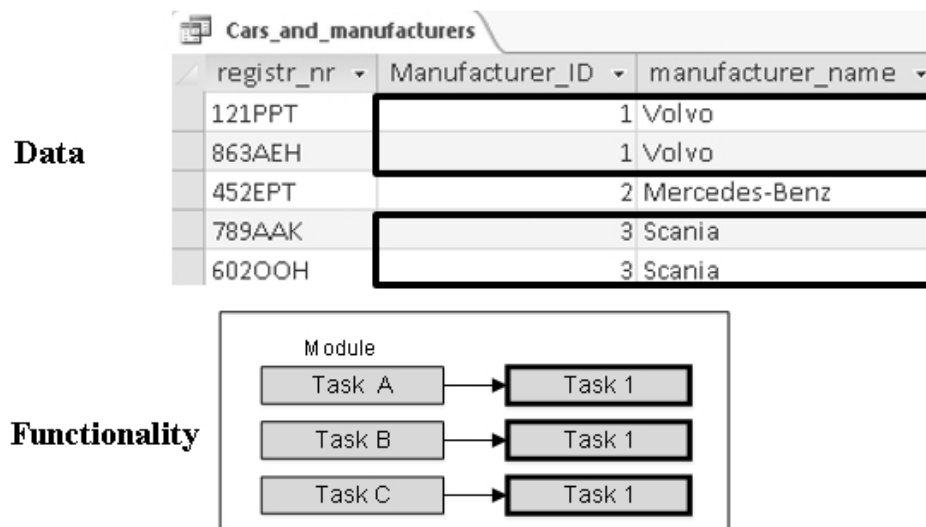 Cars_and_manufacturers
registr_nr Manufacturer_ID manufacturer_name
121PPT 1 Volvo
863AEH 1 Volvo
452EPT 2 Mercedes-Benz
789AAK 3 Scania
602OOH 3 Scania
Data
Module
Task A Task 1
Functionality
Task B Task 1
Task C Task 1